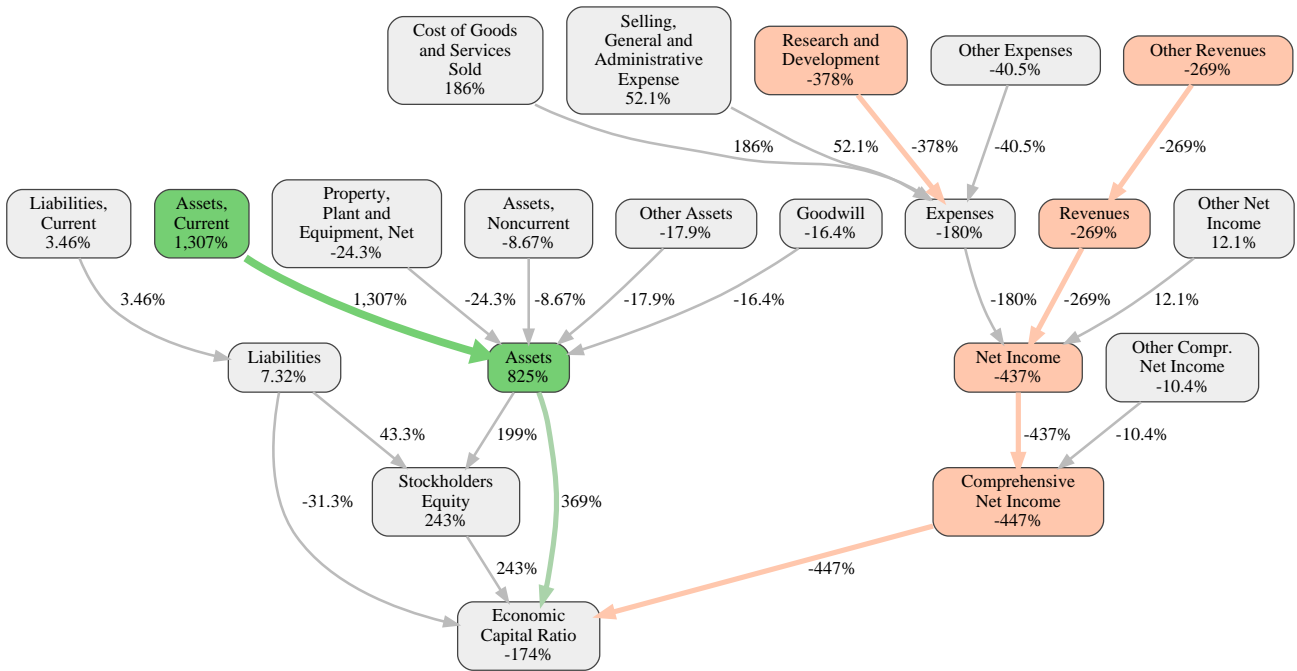 Cost of Goods
and Services
Sold
186%
Selling,
General and
Administrative
Expense
52.1%
Research and
Development
-378%
Other Expenses
-40.5%
Other Revenues
-269%
186%
52.1%
-378%
-40.5%
-269%
Liabilities,
Current
3.46%
Assets,
Current
1,307%
Property,
Plant and
Equipment, Net
-24.3%
Assets,
Noncurrent
-8.67%
Other Assets
-17.9%
Goodwill
-16.4%
Expenses
-180%
Revenues
-269%
Other Net
Income
12.1%
3.46%
1,307%
-24.3%
-8.67%
-17.9%
-16.4%
-180%
-269%
12.1%
Liabilities
7.32%
Assets
825%
Net Income
-437%
Other Compr.
Net Income
-10.4%
43.3%
199%
-437%
-10.4%
-31.3%
Stockholders
Equity
243%
369%
Comprehensive
Net Income
-447%
243%
-447%
Economic
Capital Ratio
-174%